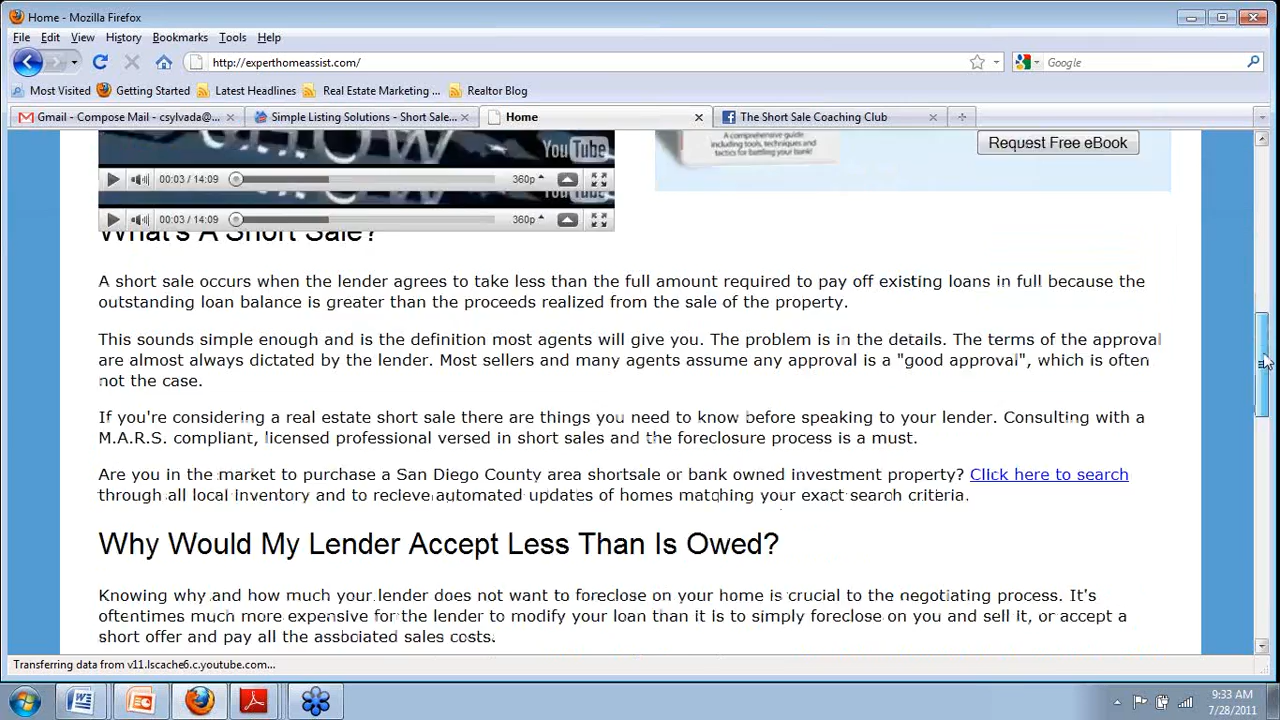 Home - Mozilla Firefox
File Edit View History Bookmarks Tools Help
http://experthomeassist.com/
Google
Most Visited Getting Started Latest Headlines Real Estate Marketing ... Realtor Blog
Gmail - Compose Mail - csylvada@... Simple Listing Solutions - Short Sale... Home The Short Sale Coaching Club
A comprehensive guide
including tools, techniques and
tactics for battling your bank!
Request Free eBook
You Tube
00:03 / 14:09 360p
00:03 / 14:09 360p
What's A Short Sale?
A short sale occurs when the lender agrees to take less than the full amount required to pay off existing loans in full because the
outstanding loan balance is greater than the proceeds realized from the sale of the property.
This sounds simple enough and is the definition most agents will give you. The problem is in the details. The terms of the approval
are almost always dictated by the lender. Most sellers and many agents assume any approval is a "good approval", which is often
not the case.
If you're considering a real estate short sale there are things you need to know before speaking to your lender. Consulting with a
M.A.R.S. compliant, licensed professional versed in short sales and the foreclosure process is a must.
Are you in the market to purchase a San Diego County area shortsale or bank owned investment property? Click here to search
through all local inventory and to recieve automated updates of homes matching your exact search criteria.
Why Would My Lender Accept Less Than Is Owed?
Knowing why and how much your lender does not want to foreclose on your home is crucial to the negotiating process. It's
oftentimes much more expensive for the lender to modify your loan than it is to simply foreclose on you and sell it, or accept a
short offer and pay all the associated sales costs.
Transferring data from v11.lscache6.c.youtube.com...
9:33 AM
7/28/2011